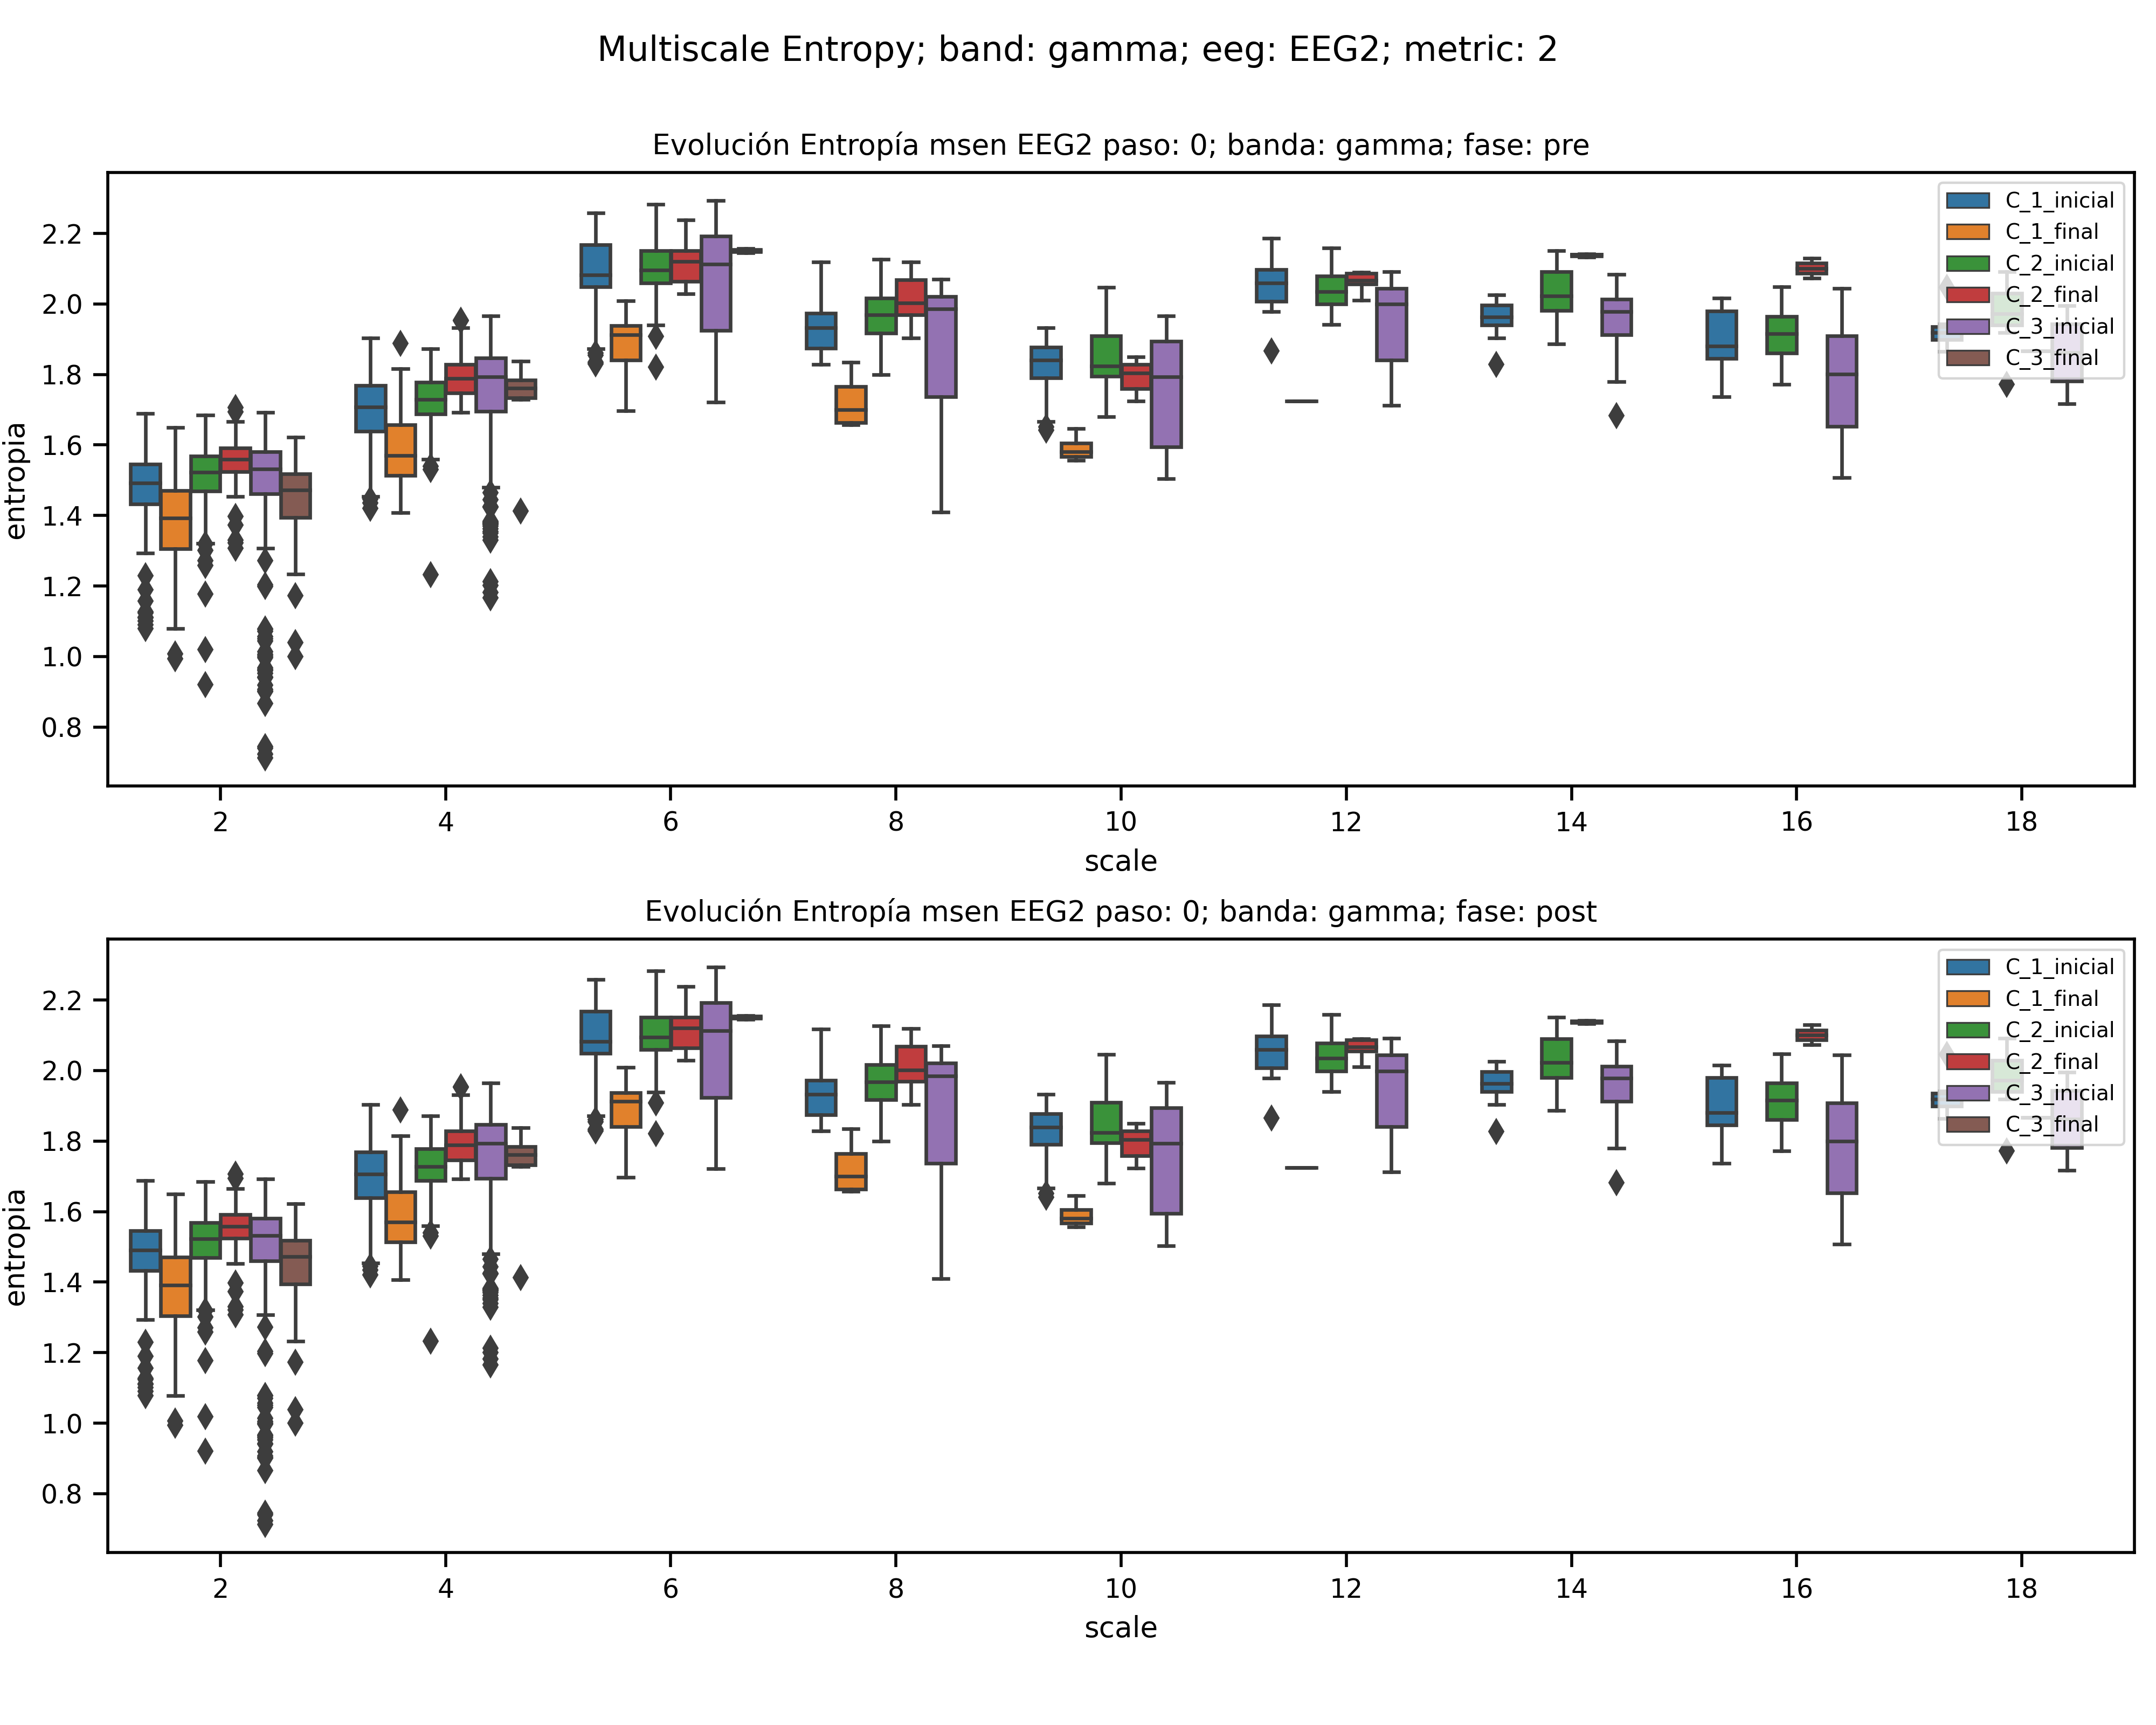 Multiscale Entropy; band: gamma; eeg: EEG2; metric: 2
Evolución Entropía msen EEG2 paso: 0; banda: gamma; fase: pre
entropia
2.2
2.0
1.8
1.6
1.4
1.2
1.0
0.8
C_1_inicial
C_1_final
C_2_inicial
C_2_final
C_3_inicial
C_3_final
2 4 6 8 10 12 14 16 18
scale
Evolución Entropía msen EEG2 paso: 0; banda: gamma; fase: post
entropia
2.2
2.0
1.8
1.6
1.4
1.2
1.0
0.8
C_1_inicial
C_1_final
C_2_inicial
C_2_final
C_3_inicial
C_3_final
2 4 6 8 10 12 14 16 18
scale